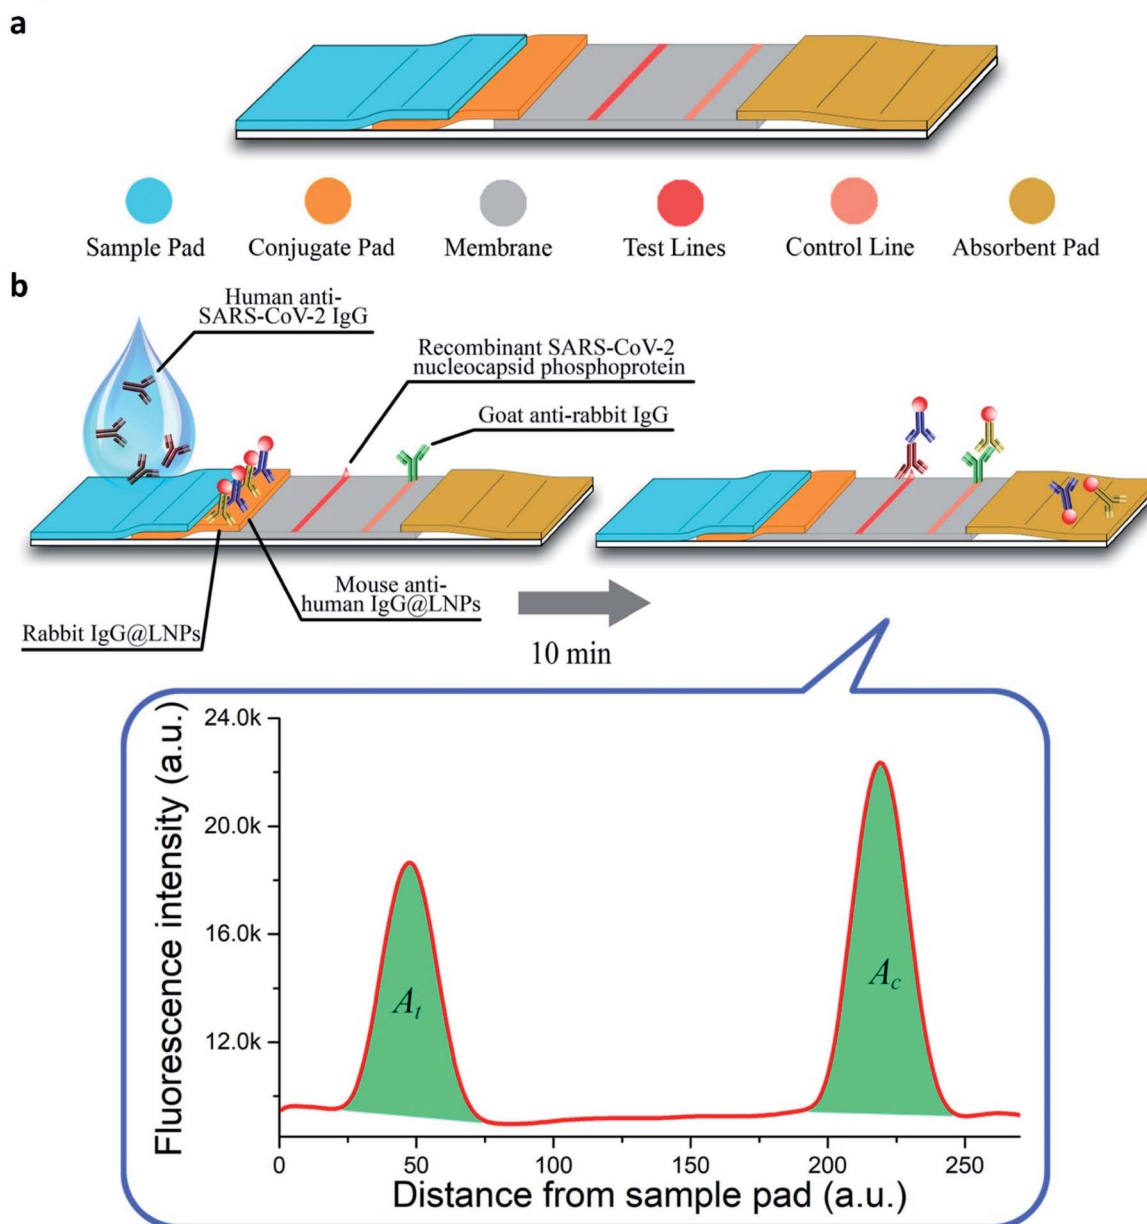 a
Sample Pad
Conjugate Pad
Membrane
Test Lines
Control Line
Absorbent Pad
b
Human anti-
SARS-CoV-2 IgG
Recombinant SARS-CoV-2
nucleocapsid phosphoprotein
Goat anti-rabbit IgG
Mouse anti-
human IgG@LNPs
Rabbit IgG@LNPs
10 min
Fluorescence intensity (a.u.)
24.0k
20.0k
16.0k
12.0k
At
Ac
0
50
100
150
200
250
Distance from sample pad (a.u.)